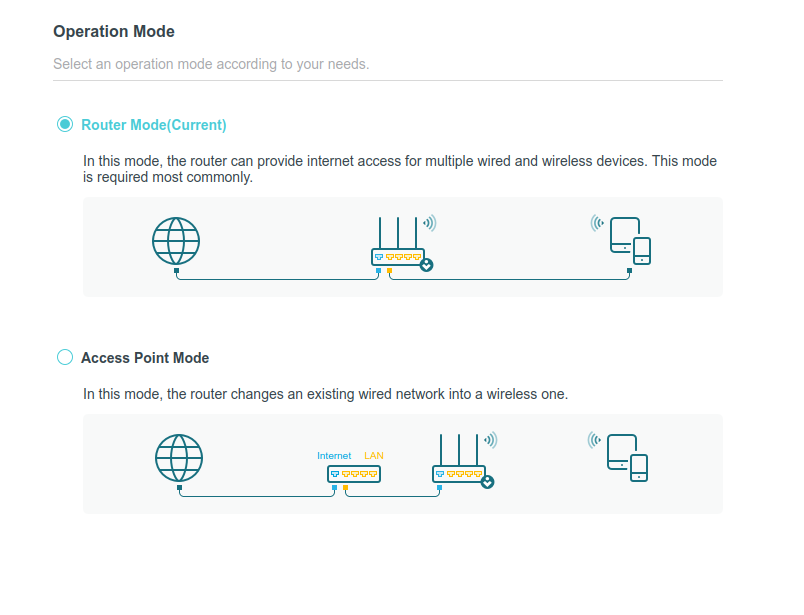 Operation Mode
Select an operation mode according to your needs.
Router Mode(Current)
In this mode, the router can provide internet access for multiple wired and wireless devices. This mode
is required most commonly.
Access Point Mode
In this mode, the router changes an existing wired network into a wireless one.
Internet LAN